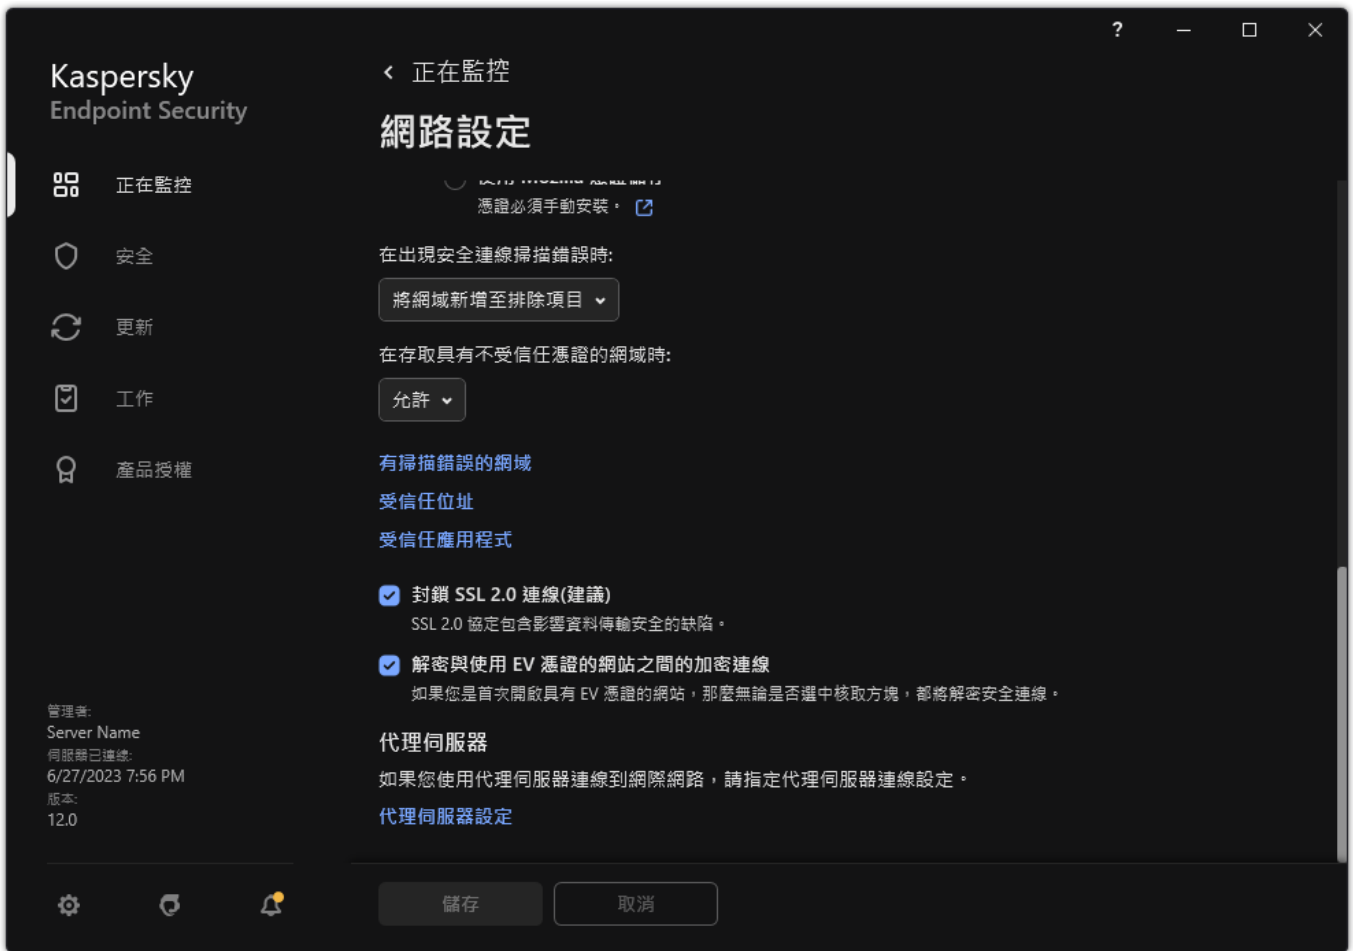 ?
Kaspersky
Endpoint Security
正在監控
安全
更新
工作
產品授權
管理者:
Server Name
伺服器已連線:
6/27/2023 7:56 PM
版本:
12.0
正在監控
網路設定
使用 Mozilla 憑證儲存
憑證必須手動安裝。
在出現安全連線掃描錯誤時:
將網域新增至排除項目
在存取具有不受信任憑證的網域時:
允許
有掃描錯誤的網域
受信任位址
受信任應用程式
封鎖 SSL 2.0 連線(建議)
SSL 2.0 協定包含影響資料傳輸安全的缺陷。
解密與使用 EV 憑證的網站之間的加密連線
如果您是首次開啟具有 EV 憑證的網站，那麼無論是否選中核取方塊，都將解密安全連線。
代理伺服器
如果您使用代理伺服器連線到網際網路，請指定代理伺服器連線設定。
代理伺服器設定
儲存
取消